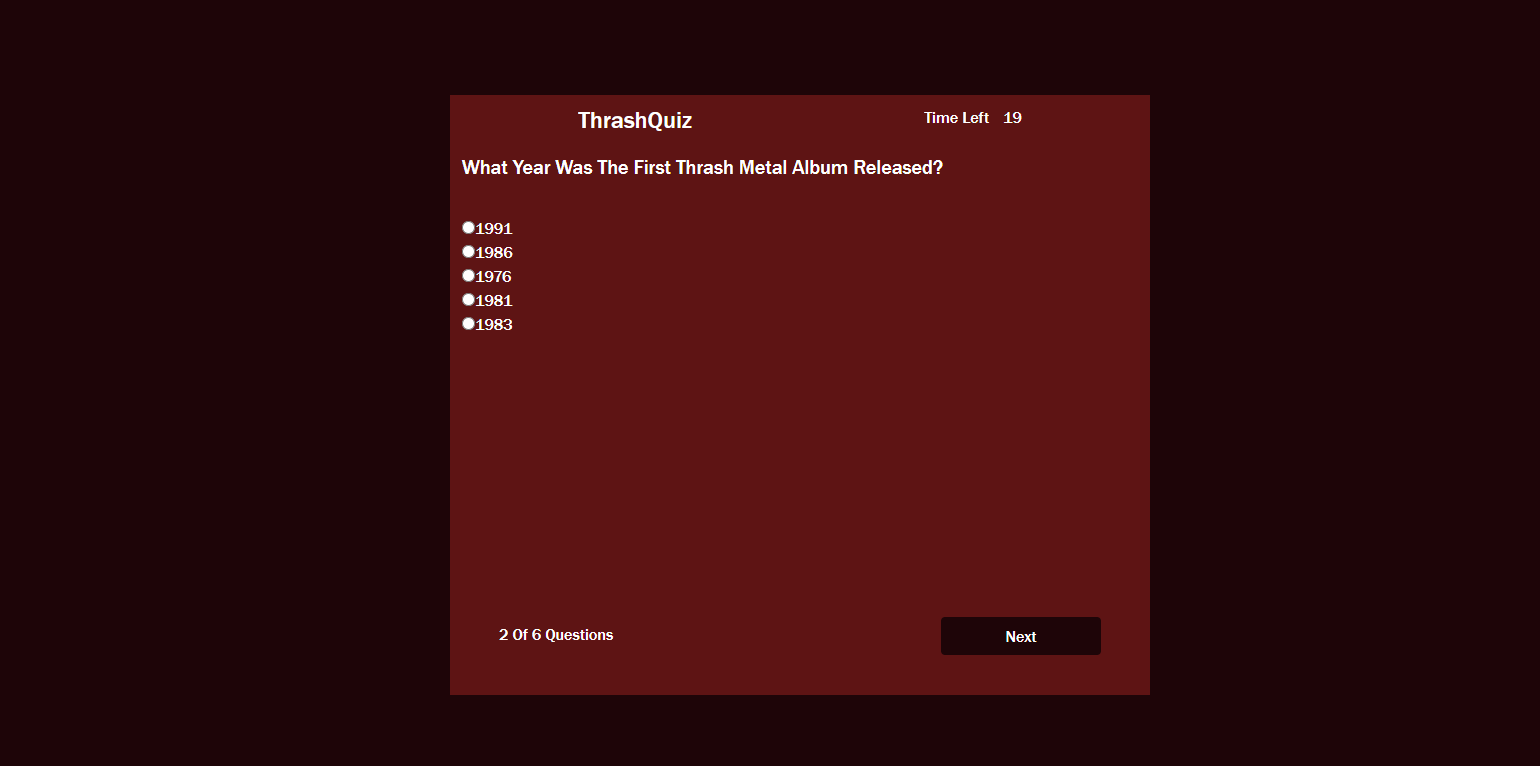 ThrashQuiz
Time Left 19
What Year Was The First Thrash Metal Album Released?
1991
1986
1976
1981
1983
2 Of 6 Questions
Next